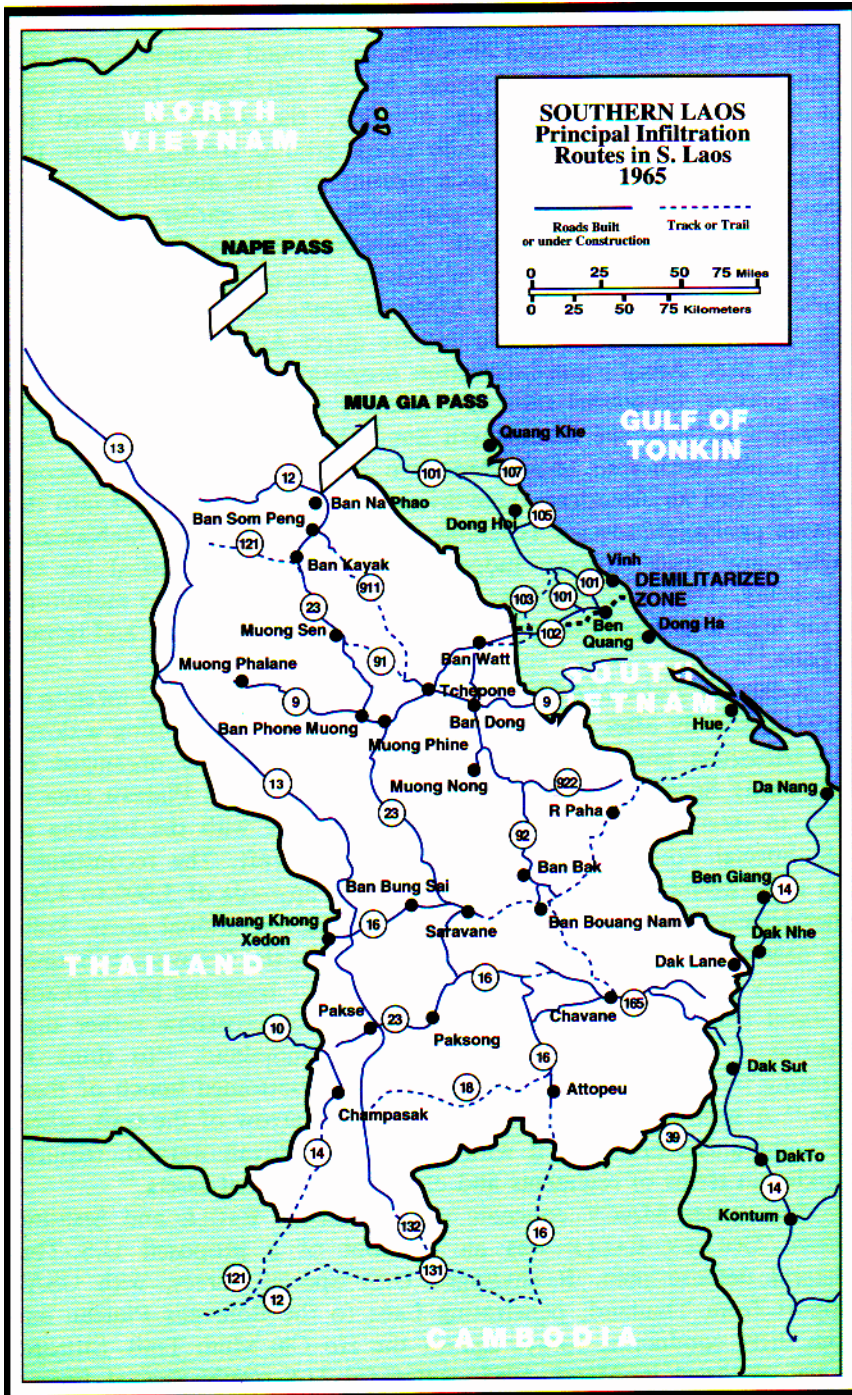 NORTH
VIETNAM
SOUTHERN LAOS
Principal Infiltration
Routes in S. Laos
1965
Roads Built
or under Construction
Track or Trail
0 25 50 75 Miles
0 25 50 75 Kilometers
NAPE PASS
MUA GIA PASS
GULF OF
TONKIN
Quang Khe
13
12
101
107
Ban Na Phao
Ban Som Peng
Dong Hoi
105
121
Ban Kayak
911
Vinh
101
101
DEMILITARIZED
ZONE
103
23
Ben
Quang
Dong Ha
102
Muong Sen
91
Ban Watt
Muong Phalane
SOUTH
VIETNAM
Tchepone
9
9
Ban Dong
Ban Phone Muong
Hue
Muong Phine
Muong Nong
13
922
Da Nang
23
R Paha
92
Ban Bak
Ben Giang
14
Ban Bung Sai
Muang Khong
Xedon
16
Saravane
Ban Bouang Nam
Dak Nhe
THAILAND
Dak Lane
16
165
Chavane
Pakse
23
Paksong
10
16
Dak Sut
18
Attopeu
Champasak
39
14
DakTo
14
Kontum
132
16
131
121
12
CAMBODIA